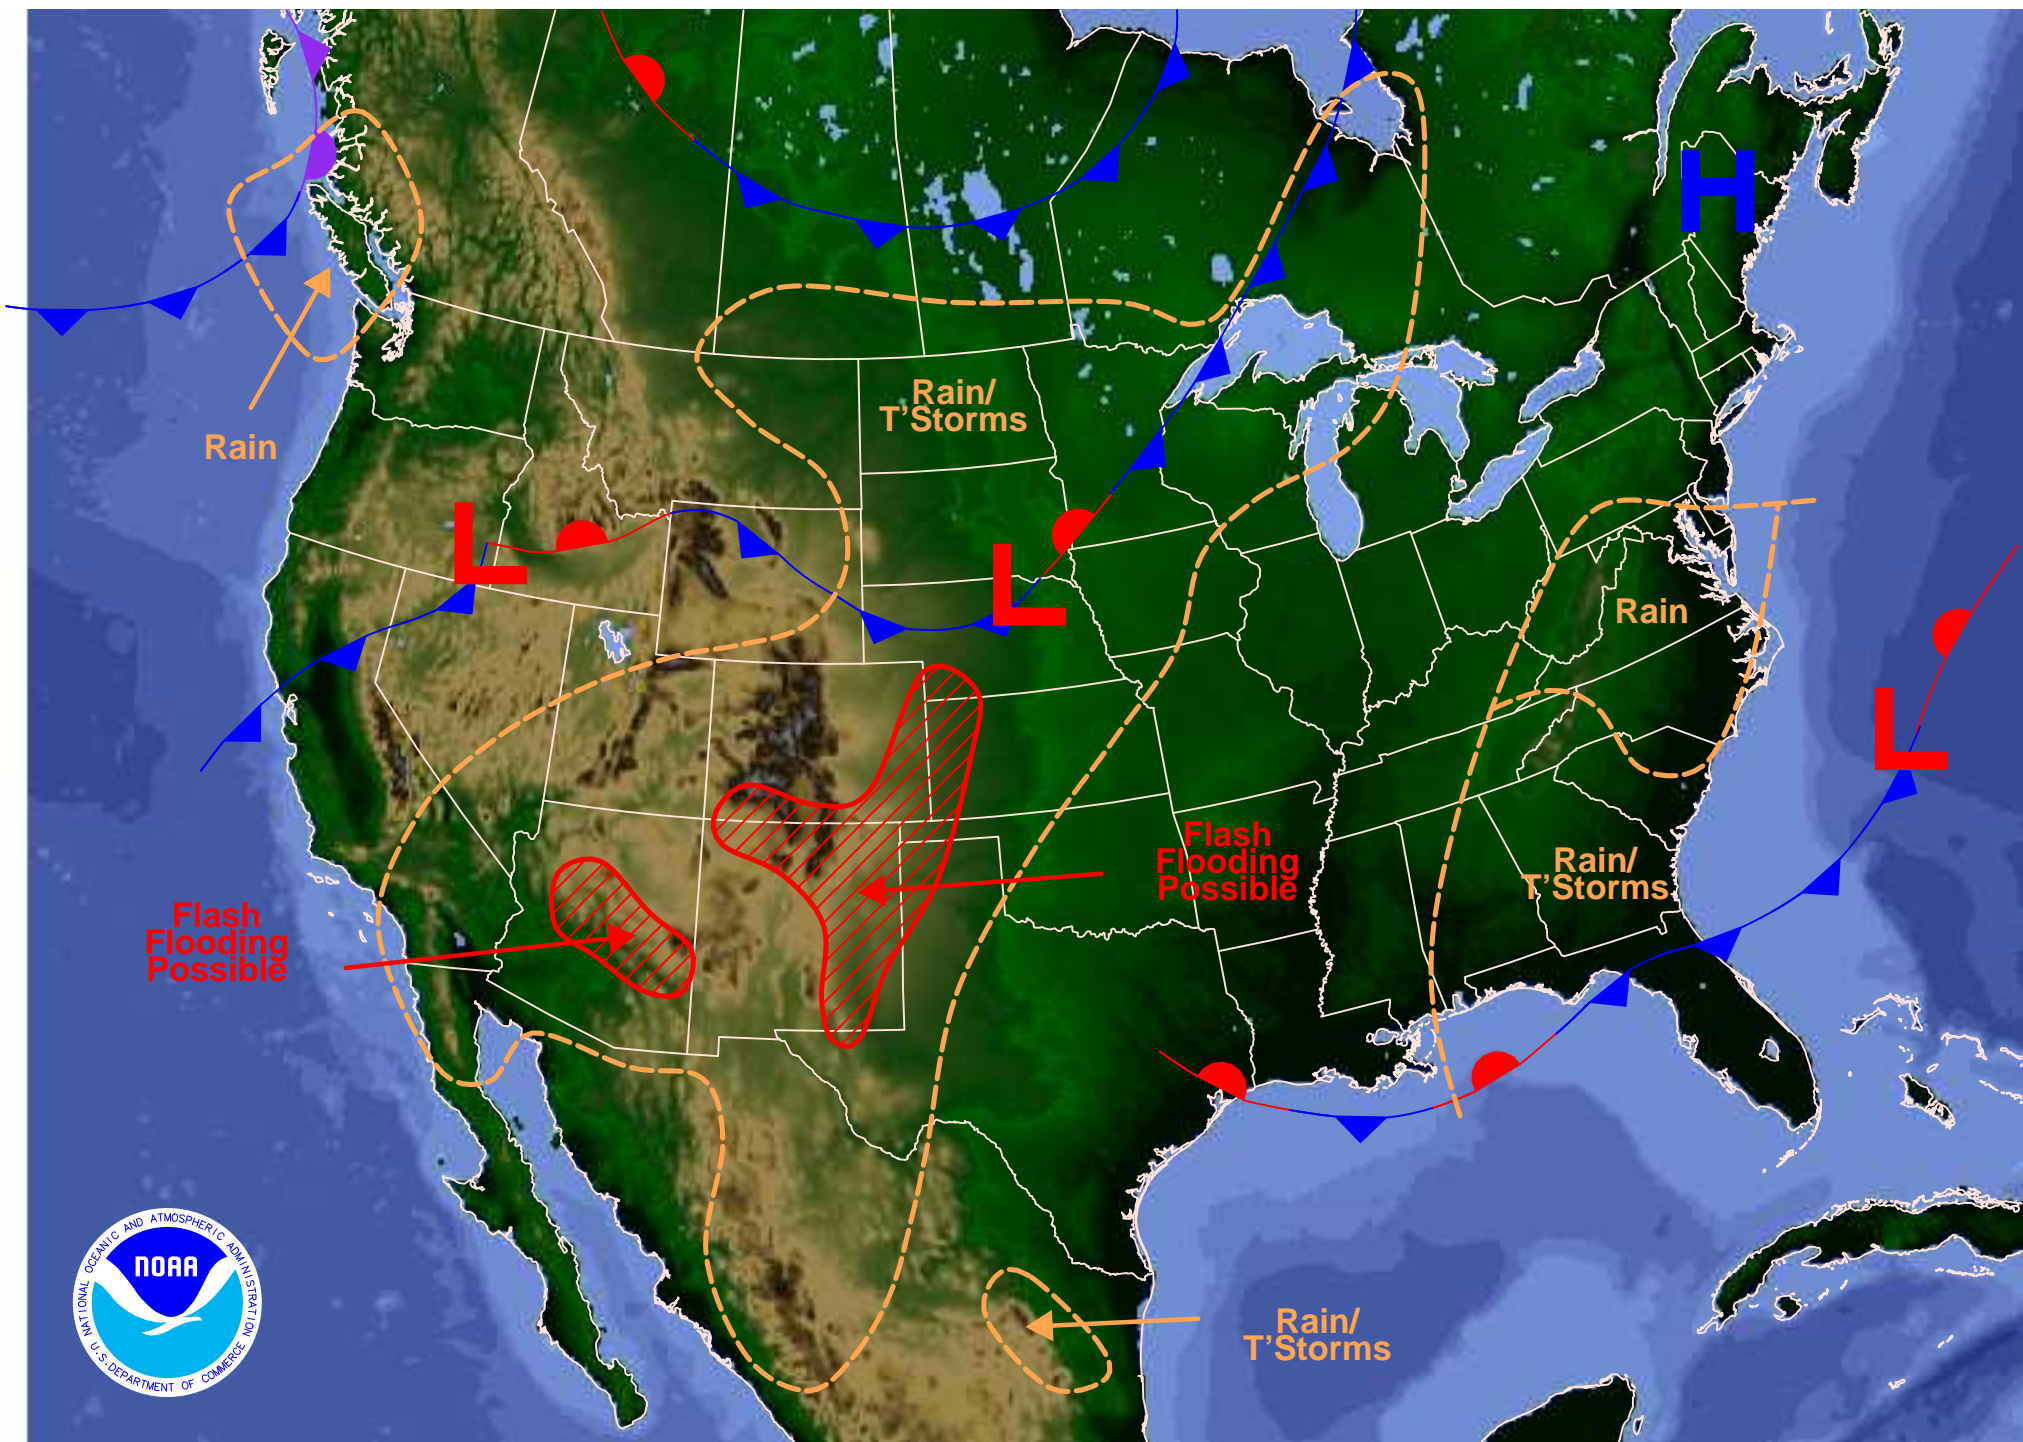 H
Rain/
T'Storms
Rain
L
L
Rain
L
Flash
Flooding
Possible
Rain/
T'Storms
Flash
Flooding
Possible
Rain/
T'Storms
NATIONAL OCEANIC AND ATMOSPHERIC ADMINISTRATION
NOAA
U.S. DEPARTMENT OF COMMERCE